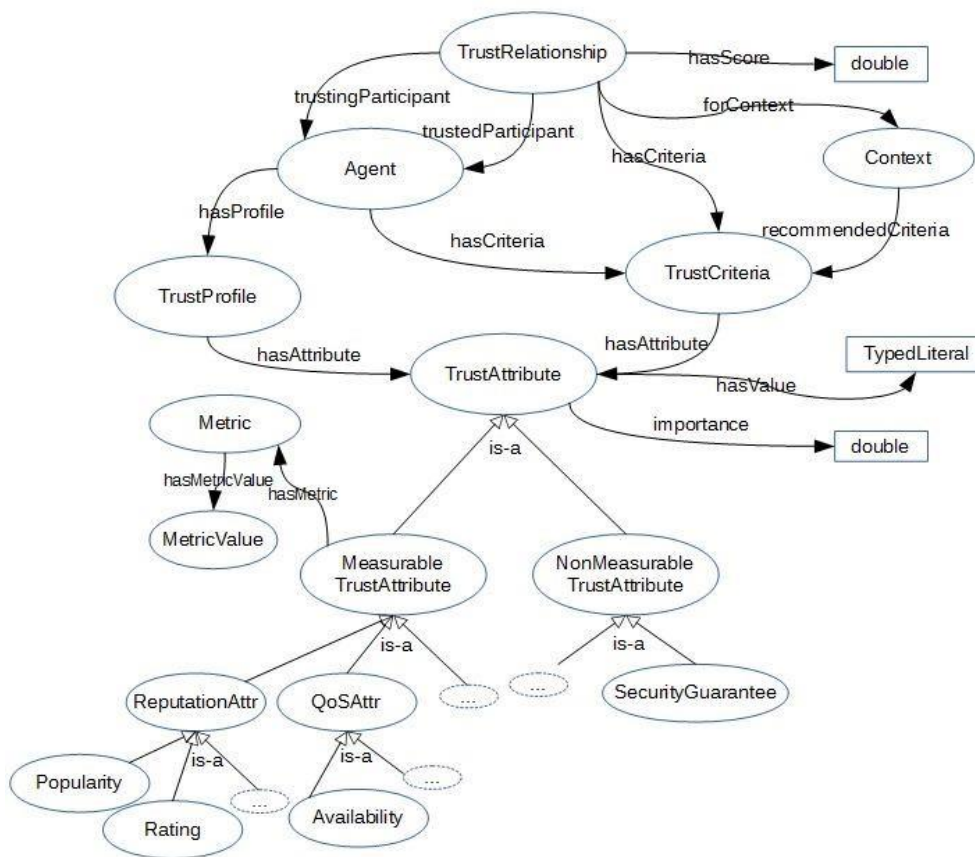 TrustRelationship
hasScore
double
trustingParticipant
forContext
trustedParticipant
hasCriteria
Context
Agent
hasProfile
recommendedCriteria
hasCriteria
TrustCriteria
TrustProfile
hasAttribute
hasAttribute
TypedLiteral
TrustAttribute
hasValue
Metric
importance
double
is-a
hasMetricValue
hasMetric
MetricValue
Measurable
TrustAttribute
NonMeasurable
TrustAttribute
is-a
is-a
...
...
ReputationAttr
QoSAttr
SecurityGuarantee
is-a
is-a
Popularity
...
...
Rating
Availability